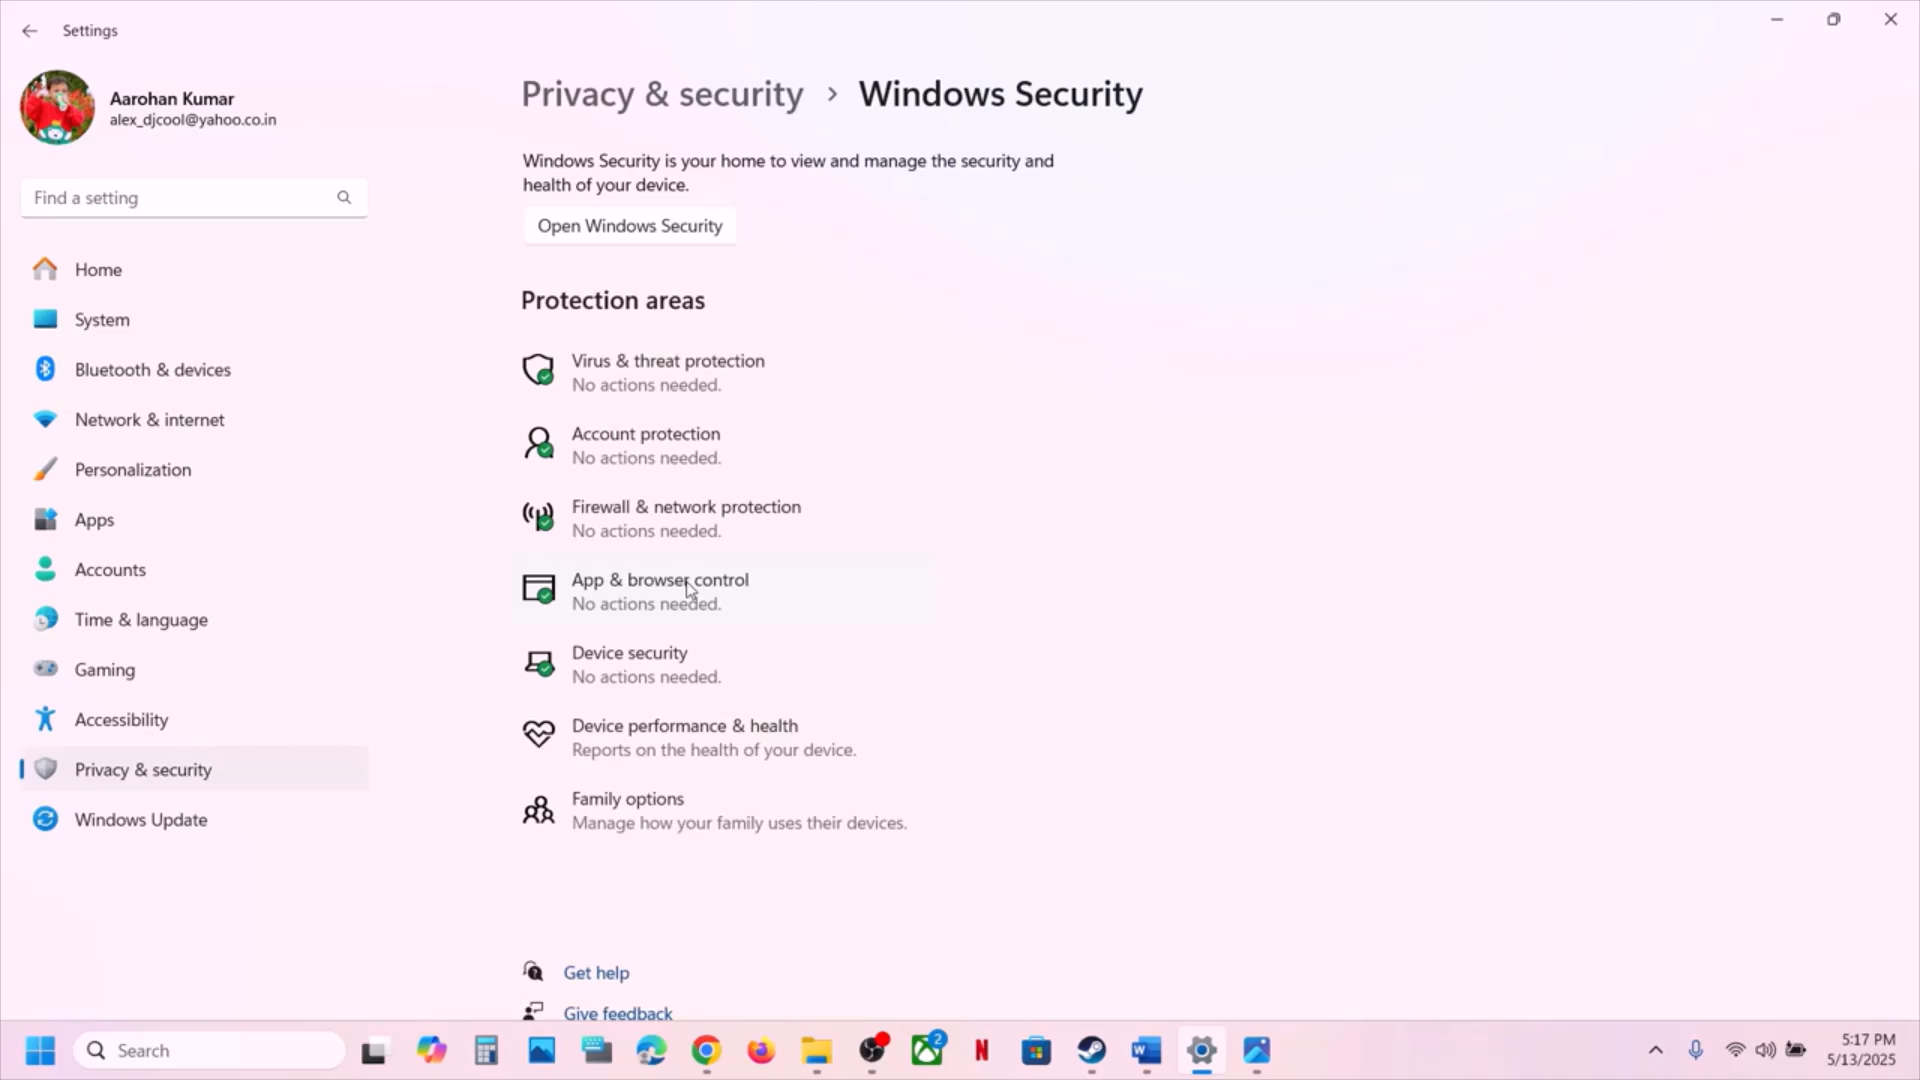 Settings
Aarohan Kumar
alex_djcool@yahoo.co.in
Find a setting
Home
System
Bluetooth & devices
Network & internet
Personalization
Apps
Accounts
Time & language
Gaming
Accessibility
Privacy & security
Windows Update
Privacy & security > Windows Security
Windows Security is your home to view and manage the security and
health of your device.
Open Windows Security
Protection areas
Virus & threat protection
No actions needed.
Account protection
No actions needed.
Firewall & network protection
No actions needed.
App & browser control
No actions needed.
Device security
No actions needed.
Device performance & health
Reports on the health of your device.
Family options
Manage how your family uses their devices.
Get help
Give feedback
Search
2
N
W
5:17 PM
5/13/2025